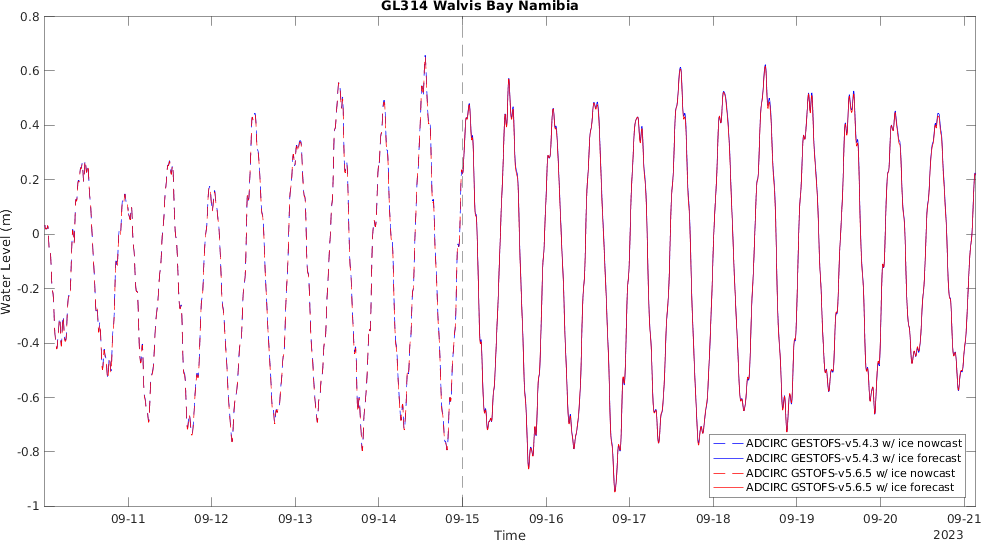 GL314 Walvis Bay Namibia
0.8
0.6
0.4
0.2
0
-0.2
-0.4
-0.6
-0.8
-1
Water Level (m)
ADCIRC GESTOFS-v5.4.3 w/ ice nowcast
ADCIRC GESTOFS-v5.4.3 w/ ice forecast
ADCIRC GSTOFS-v5.6.5 w/ ice nowcast
ADCIRC GSTOFS-v5.6.5 w/ ice forecast
09-11 09-12 09-13 09-14 09-15 09-16 09-17 09-18 09-19 09-20 09-21
Time 2023